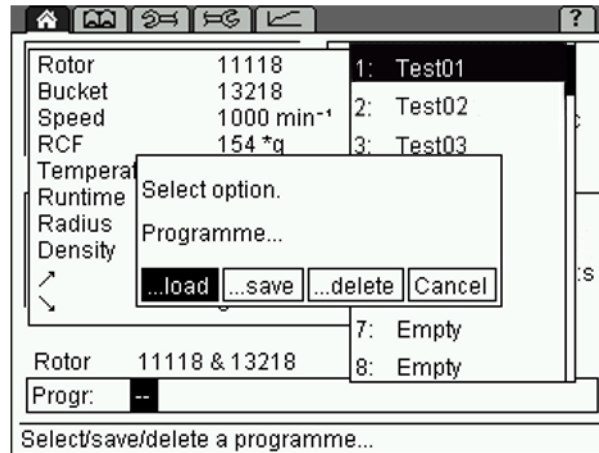 ?
Rotor 11118
Bucket 13218
Speed 1000 min⁻¹
RCF 154 *g
Temperat
Runtime
Radius
Density
1: Test01
2: Test02
3: Test03
7: Empty
8: Empty
Select option.
Programme...
...load ...save ...delete Cancel
:s
Rotor 11118 & 13218
Progr: --
Select/save/delete a programme...